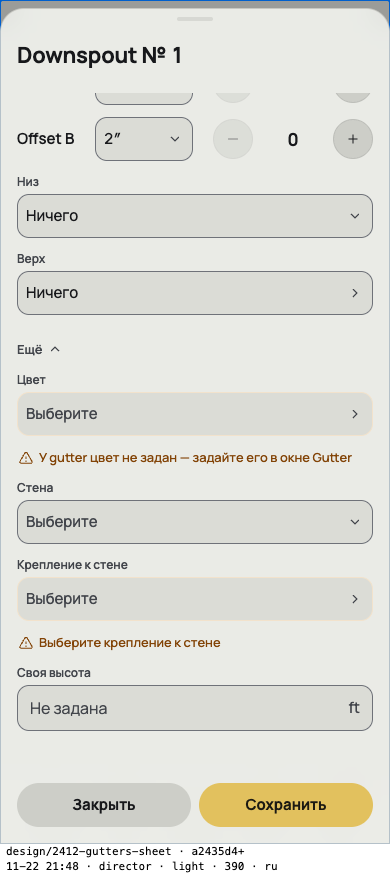 Downspout № 1
Offset B 2″ − 0 +
Низ
Ничего
Верх
Ничего
Ещё
Цвет
Выберите
У gutter цвет не задан — задайте его в окне Gutter
Стена
Выберите
Крепление к стене
Выберите
Выберите крепление к стене
Своя высота
Не задана ft
Закрыть Сохранить
design/2412-gutters-sheet · a2435d4+
11-22 21:48 · director · light · 390 · ru